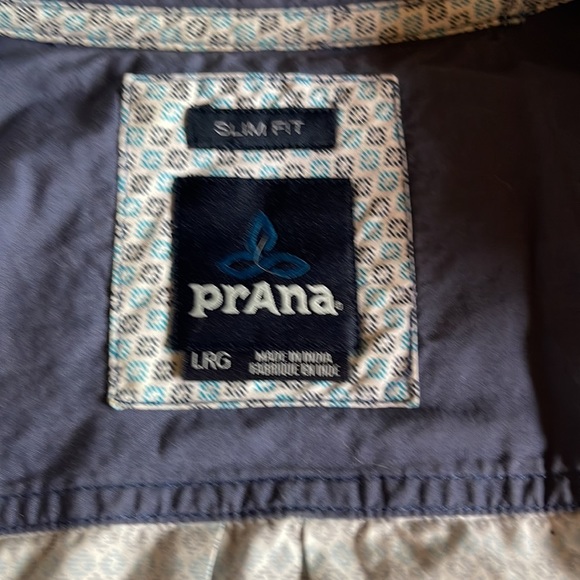 SLIM FIT
prAna
LRG
MADE IN INDIA
FABRIQUE EN INDE